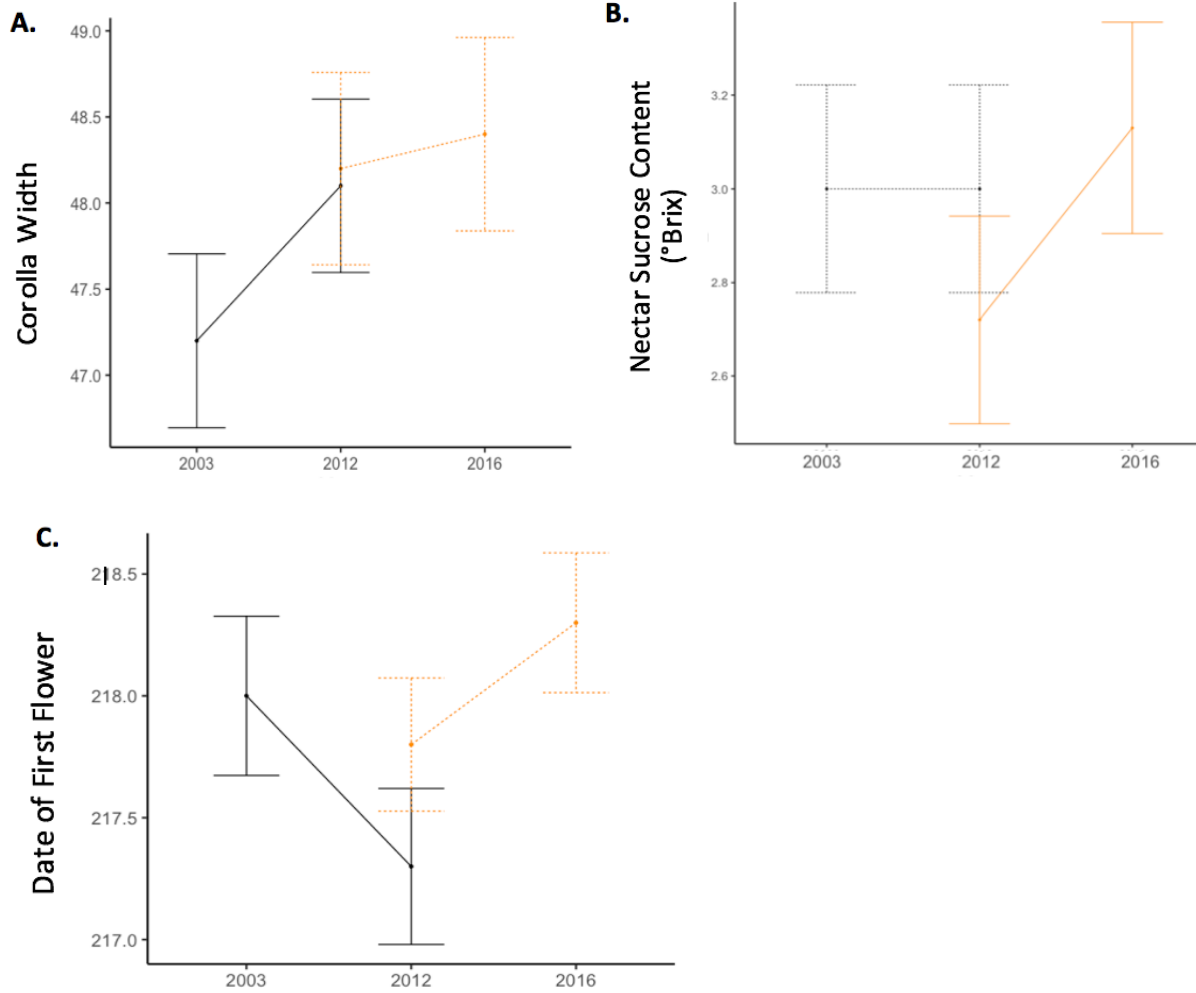 A.
Corolla Width
49.0
48.5
48.0
47.5
47.0
2003 2012 2016
B.
Nectar Sucrose Content
(°Brix)
3.2
3.0
2.8
2.6
2003 2012 2016
C.
Date of First Flower
218.5
218.0
217.5
217.0
2003 2012 2016